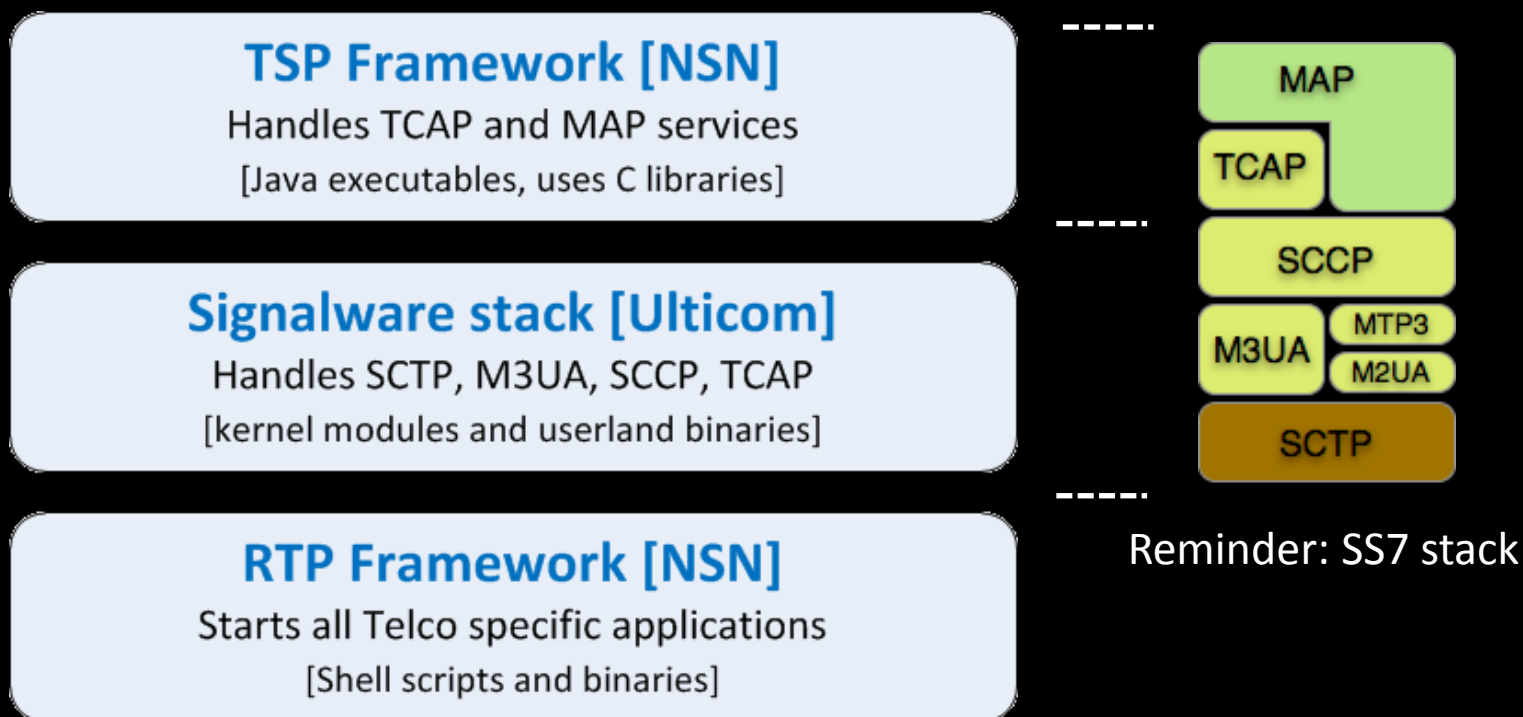 TSP Framework [NSN]
Handles TCAP and MAP services
[Java executables, uses C libraries]
Signalware stack [Ulticom]
Handles SCTP, M3UA, SCCP, TCAP
[kernel modules and userland binaries]
RTP Framework [NSN]
Starts all Telco specific applications
[Shell scripts and binaries]
MAP
TCAP
SCCP
M3UA
MTP3
M2UA
SCTP
Reminder: SS7 stack